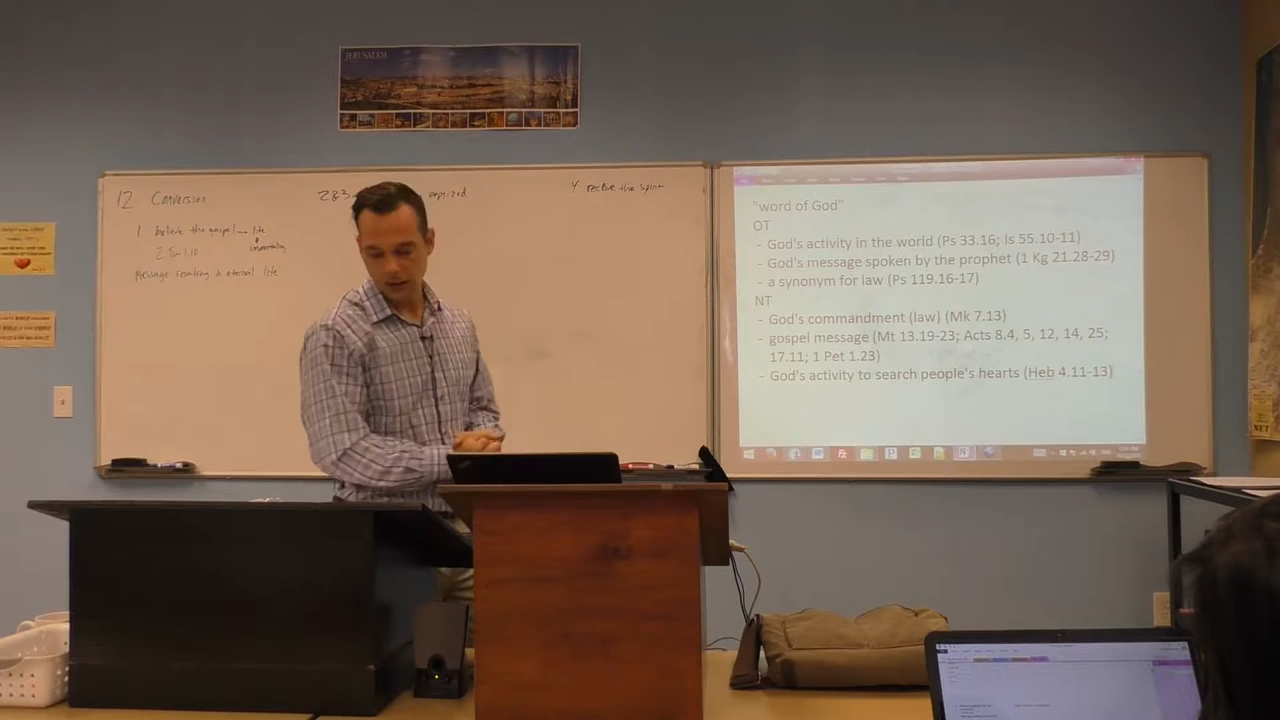 JERUSALEM
12 Conversion
1 believe the gospel → life
immortality
2 Tim 1.10
Message resulting in eternal life
2&3
baptized
4 receive the spirit
"word of God"
OT
- God's activity in the world (Ps 33.16; Is 55.10-11)
- God's message spoken by the prophet (1 Kg 21.28-29)
- a synonym for law (Ps 119.16-17)
NT
- God's commandment (law) (Mk 7.13)
- gospel message (Mt 13.19-23; Acts 8.4, 5, 12, 14, 25;
17.11; 1 Pet 1.23)
- God's activity to search people's hearts (Heb 4.11-13)